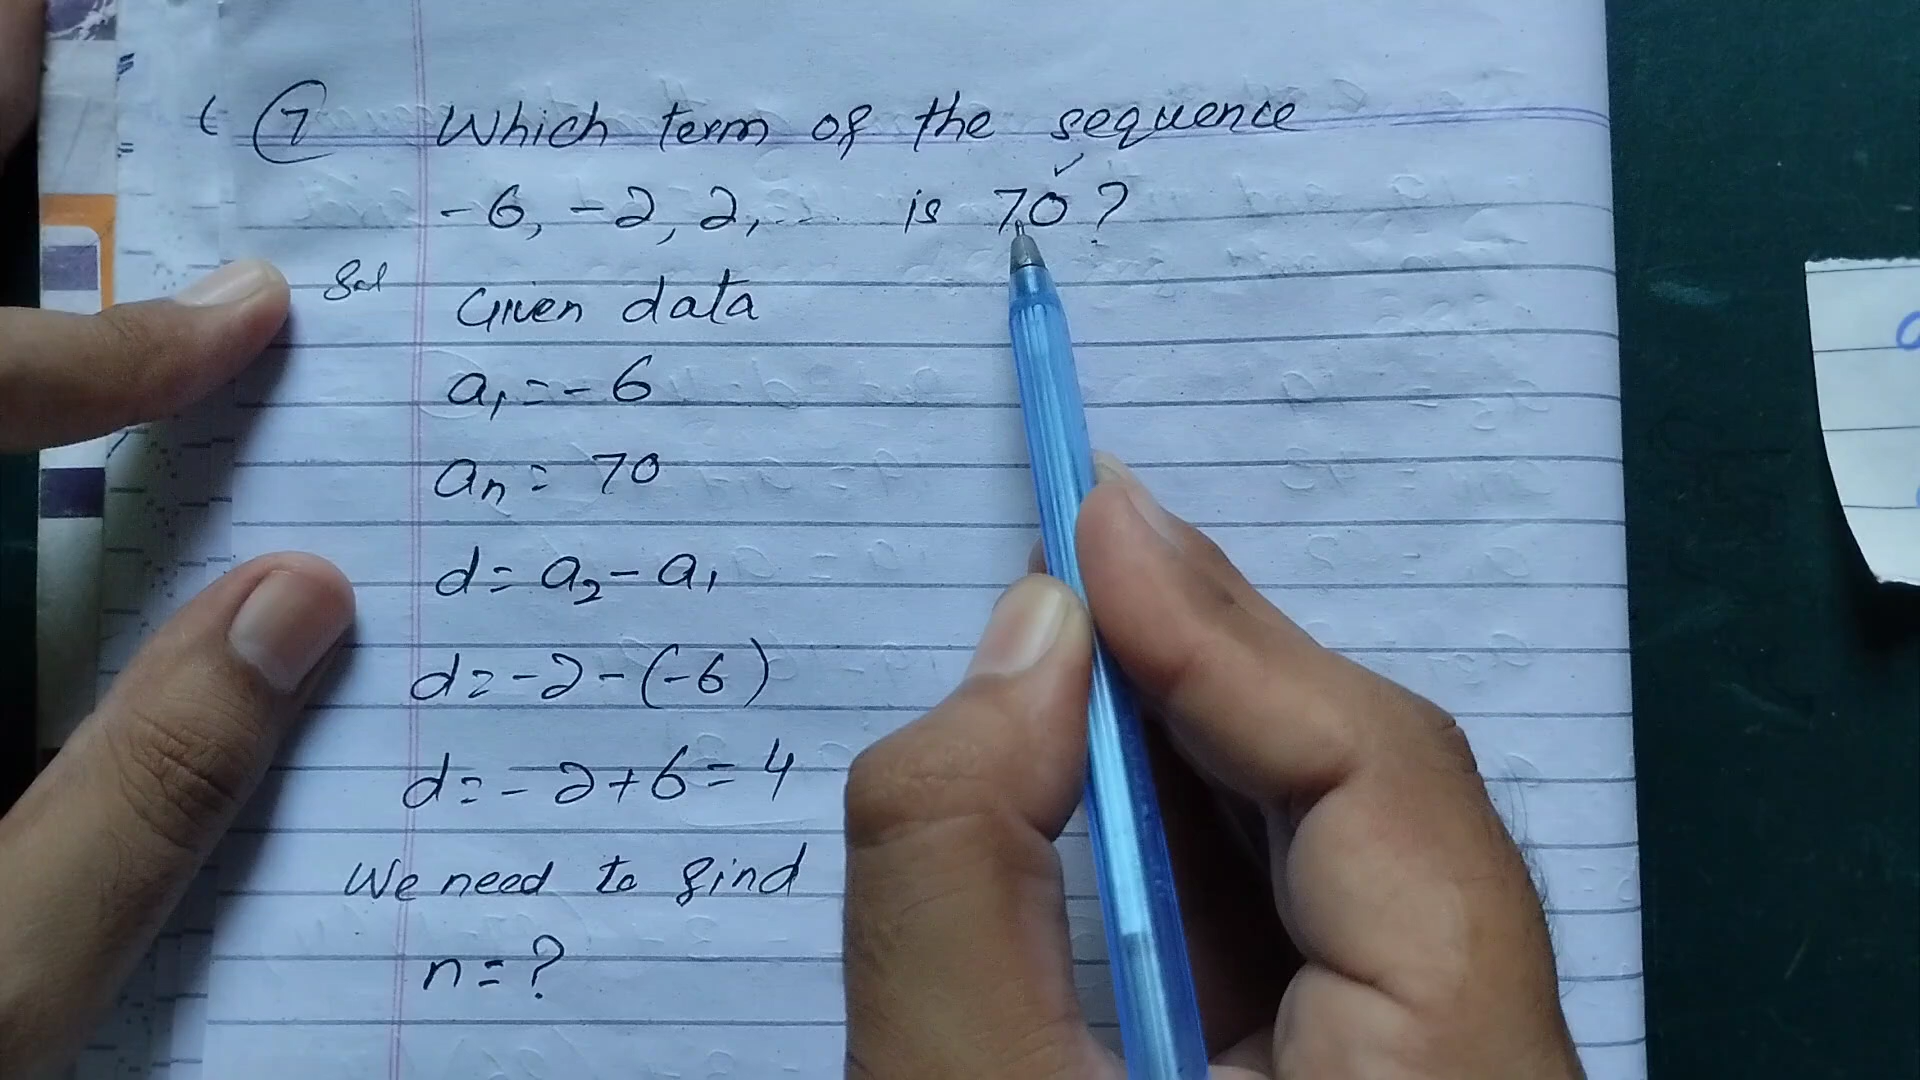 (7) Which term of the sequence
-6, -2, 2, .... is 70?
Sol Given data
a₁ = -6
aₙ = 70
d = a₂ - a₁
d = -2 - (-6)
d = -2 + 6 = 4
We need to find
n = ?